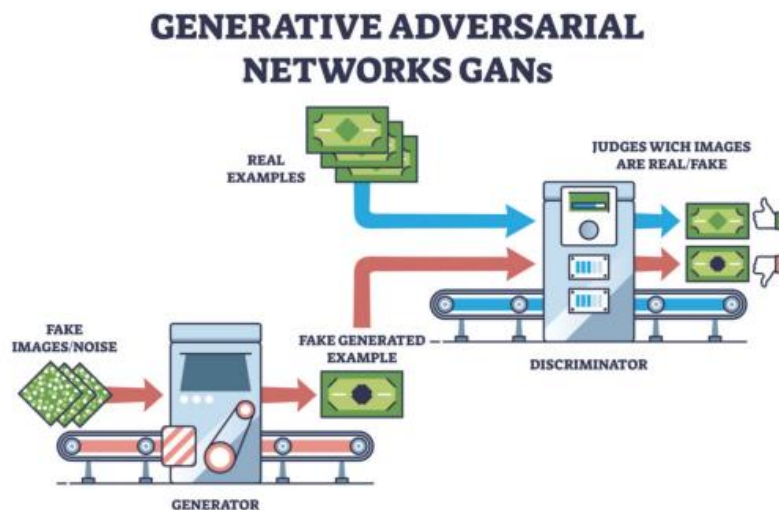 GENERATIVE ADVERSARIAL
NETWORKS GANs
REAL
EXAMPLES
JUDGES WICH IMAGES
ARE REAL/FAKE
FAKE
IMAGES/NOISE
FAKE GENERATED
EXAMPLE
DISCRIMINATOR
GENERATOR